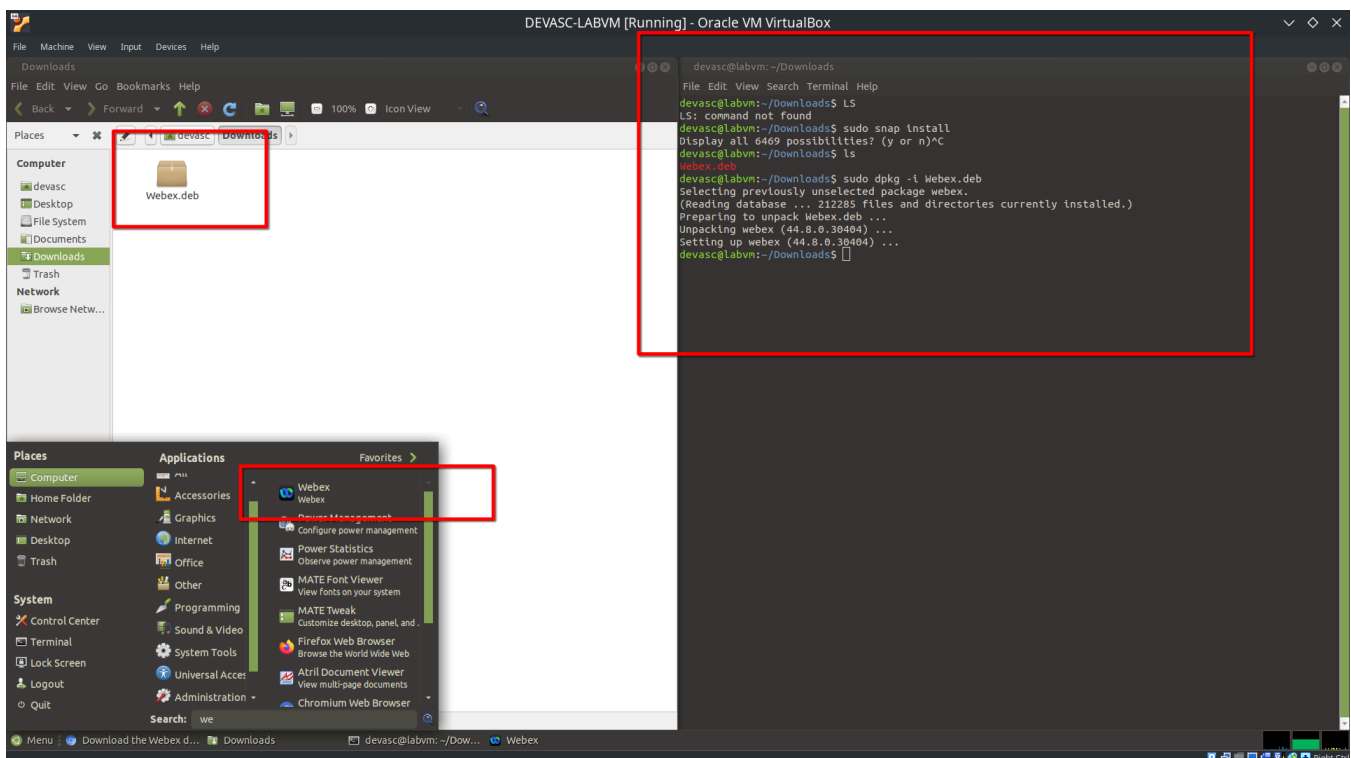 DEVASC-LABVM [Running] - Oracle VM VirtualBox
File Machine View Input Devices Help
Downloads
File Edit View Go Bookmarks Help
Back Forward 100% Icon View
Places
devasc Downloads
Computer
devasc
Desktop
File System
Documents
Downloads
Trash
Network
Browse Netw...
Webex.deb
devasc@labvm: ~/Downloads
File Edit View Search Terminal Help
devasc@labvm:~/Downloads$ LS
LS: command not found
devasc@labvm:~/Downloads$ sudo snap install
Display all 6469 possibilities? (y or n)^C
devasc@labvm:~/Downloads$ ls
Webex.deb
devasc@labvm:~/Downloads$ sudo dpkg -i Webex.deb
Selecting previously unselected package webex.
(Reading database ... 212285 files and directories currently installed.)
Preparing to unpack Webex.deb ...
Unpacking webex (44.8.0.30404) ...
Setting up webex (44.8.0.30404) ...
devasc@labvm:~/Downloads$
Places
Computer
Home Folder
Network
Desktop
Trash
System
Control Center
Terminal
Lock Screen
Logout
Quit
Applications
All
Accessories
Graphics
Internet
Office
Other
Programming
Sound & Video
System Tools
Universal Acces
Administration
Favorites
Webex
Webex
Power Management
Configure power management
Power Statistics
Observe power management
MATE Font Viewer
View fonts on your system
MATE Tweak
Customize desktop, panel, and .
Firefox Web Browser
Browse the World Wide Web
Atril Document Viewer
View multi-page documents
Chromium Web Browser
Search: we
Menu Download the Webex d... Downloads devasc@labvm: ~/Dow... Webex
Right Ctrl